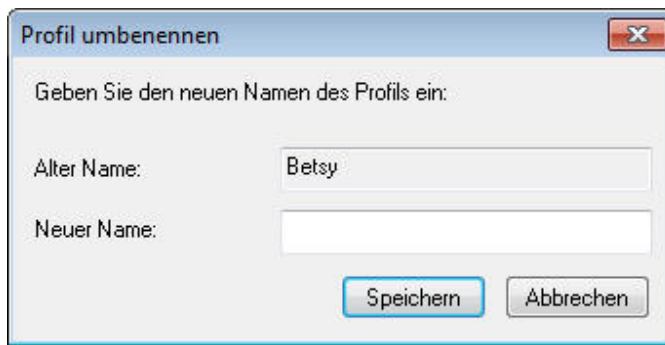 Profil umbenennen
Geben Sie den neuen Namen des Profils ein:
Alter Name: Betsy
Neuer Name:
Speichern Abbrechen